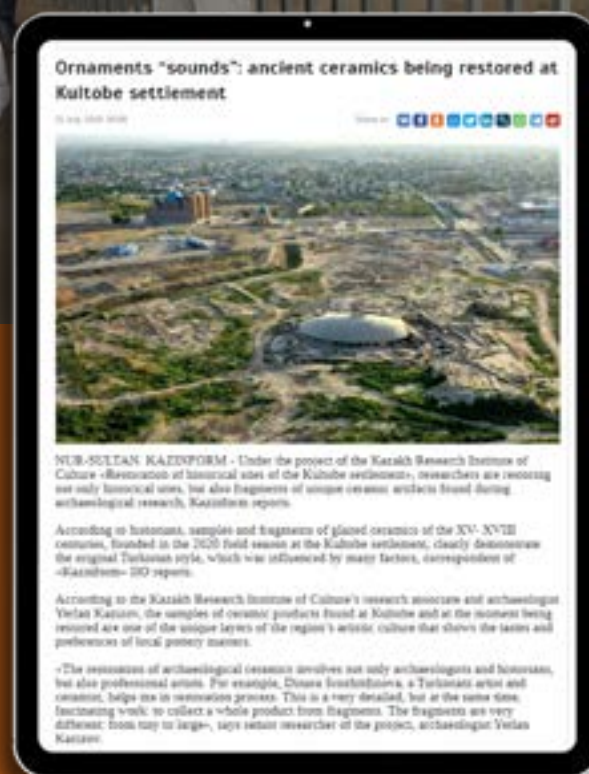 Ornaments “sounds”: ancient ceramics being restored at
Kultobe settlement
NUR-SULTAN. KAZINFORM - Under the project of the Kazakh Research Institute of
Culture «Restoration of historical sites of the Kultobe settlement», researchers are restoring
not only historical sites, but also fragments of unique ceramic artifacts found during
archaeological research, Kazinform reports.
According to historians, samples and fragments of glazed ceramics of the XV- XVIII
centuries, founded in the 2020 field season at the Kultobe settlement, clearly demonstrate
the original Turkistan style, which was influenced by many factors, correspondent of
«Kazinform» reports.
According to the Kazakh Research Institute of Culture's research associate and archaeologist
Yerlan Kazizov, the samples of ceramic products found at Kultobe and at the moment being
restored are one of the unique layers of the region's artistic culture that shows the tastes and
preferences of local pottery masters.
«The restoration of archaeological ceramics involves not only archaeologists and historians,
but also professional artists. For example, Dinara a Turkistan artist and
ceramist, helps me in restoration process. This is a very detailed, but at the same time,
fascinating work: to collect a whole product from fragments. The fragments are very
different: from tiny to large», says senior researcher of the project, archaeologist Yerlan
Kazizov.